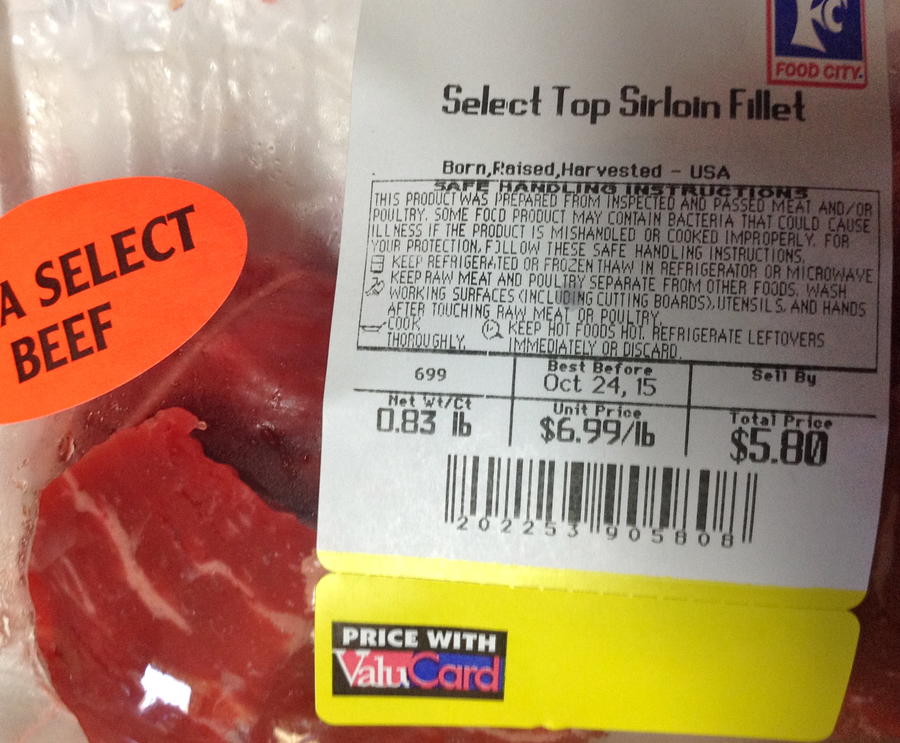 FC
FOOD CITY.
Select Top Sirloin Fillet
Born,Raised,Harvested - USA
SAFE HANDLING INSTRUCTIONS
THIS PRODUCT WAS PREPARED FROM INSPECTED AND PASSED MEAT AND/OR
POULTRY. SOME FOOD PRODUCT MAY CONTAIN BACTERIA THAT COULD CAUSE
ILLNESS IF THE PRODUCT IS MISHANDLED OR COOKED IMPROPERLY. FOR
YOUR PROTECTION, FOLLOW THESE SAFE HANDLING INSTRUCTIONS.
KEEP REFRIGERATED OR FROZEN THAW IN REFRIGERATOR OR MICROWAVE
KEEP RAW MEAT AND POULTRY SEPARATE FROM OTHER FOODS. WASH
WORKING SURFACES (INCLUDING CUTTING BOARDS), UTENSILS, AND HANDS
AFTER TOUCHING RAW MEAT OR POULTRY.
COOK
THOROUGHLY.
KEEP HOT FOODS HOT. REFRIGERATE LEFTOVERS
IMMEDIATELY OR DISCARD.
699
Best Before
Oct 24, 15
Sell By
Net Wt/Ct
0.83 lb
Unit Price
$6.99/lb
Total Price
$5.80
2 02253 90580 8
A SELECT
BEEF
PRICE WITH
ValuCard